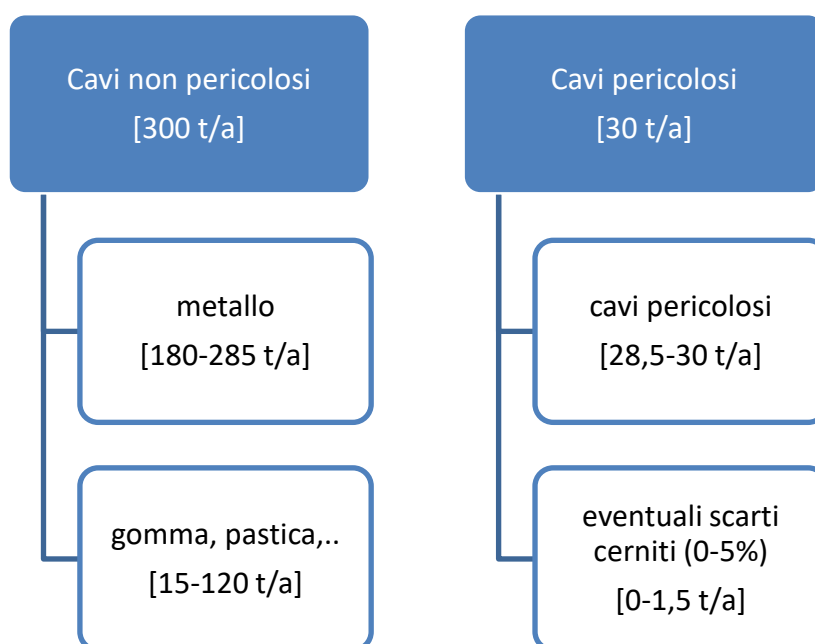 Cavi non pericolosi
[300 t/a]
metallo
[180-285 t/a]
gomma, pastica,..
[15-120 t/a]
Cavi pericolosi
[30 t/a]
cavi pericolosi
[28,5-30 t/a]
eventuali scarti
cerniti (0-5%)
[0-1,5 t/a]